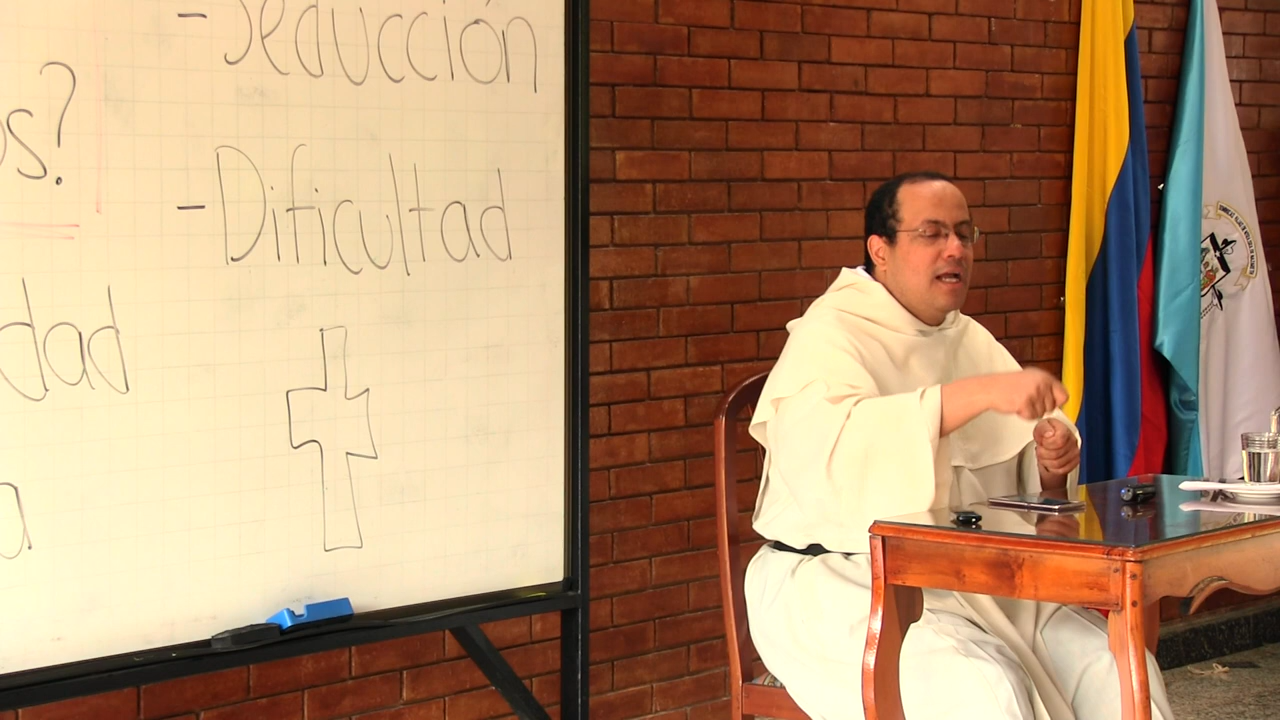 - Seducción
os?
- Dificultad
dad
a